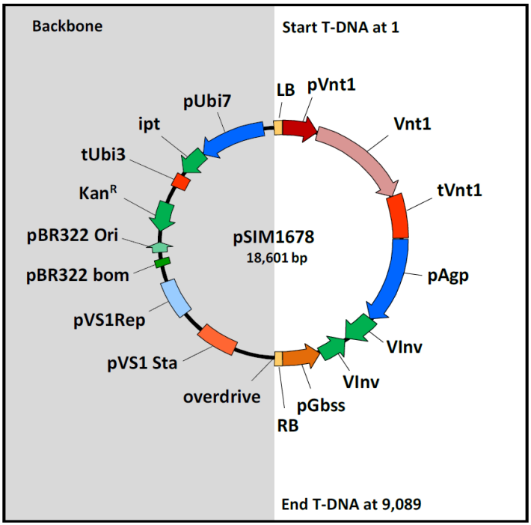 Backbone
Start T-DNA at 1
LB
pVnt1
pUbi7
Vnt1
ipt
tUbi3
tVnt1
Kan^R
pSIM1678
18,601 bp
pBR322 Ori
pAgp
pBR322 bom
pVS1Rep
VInv
pVS1 Sta
VInv
overdrive
pGbss
RB
End T-DNA at 9,089